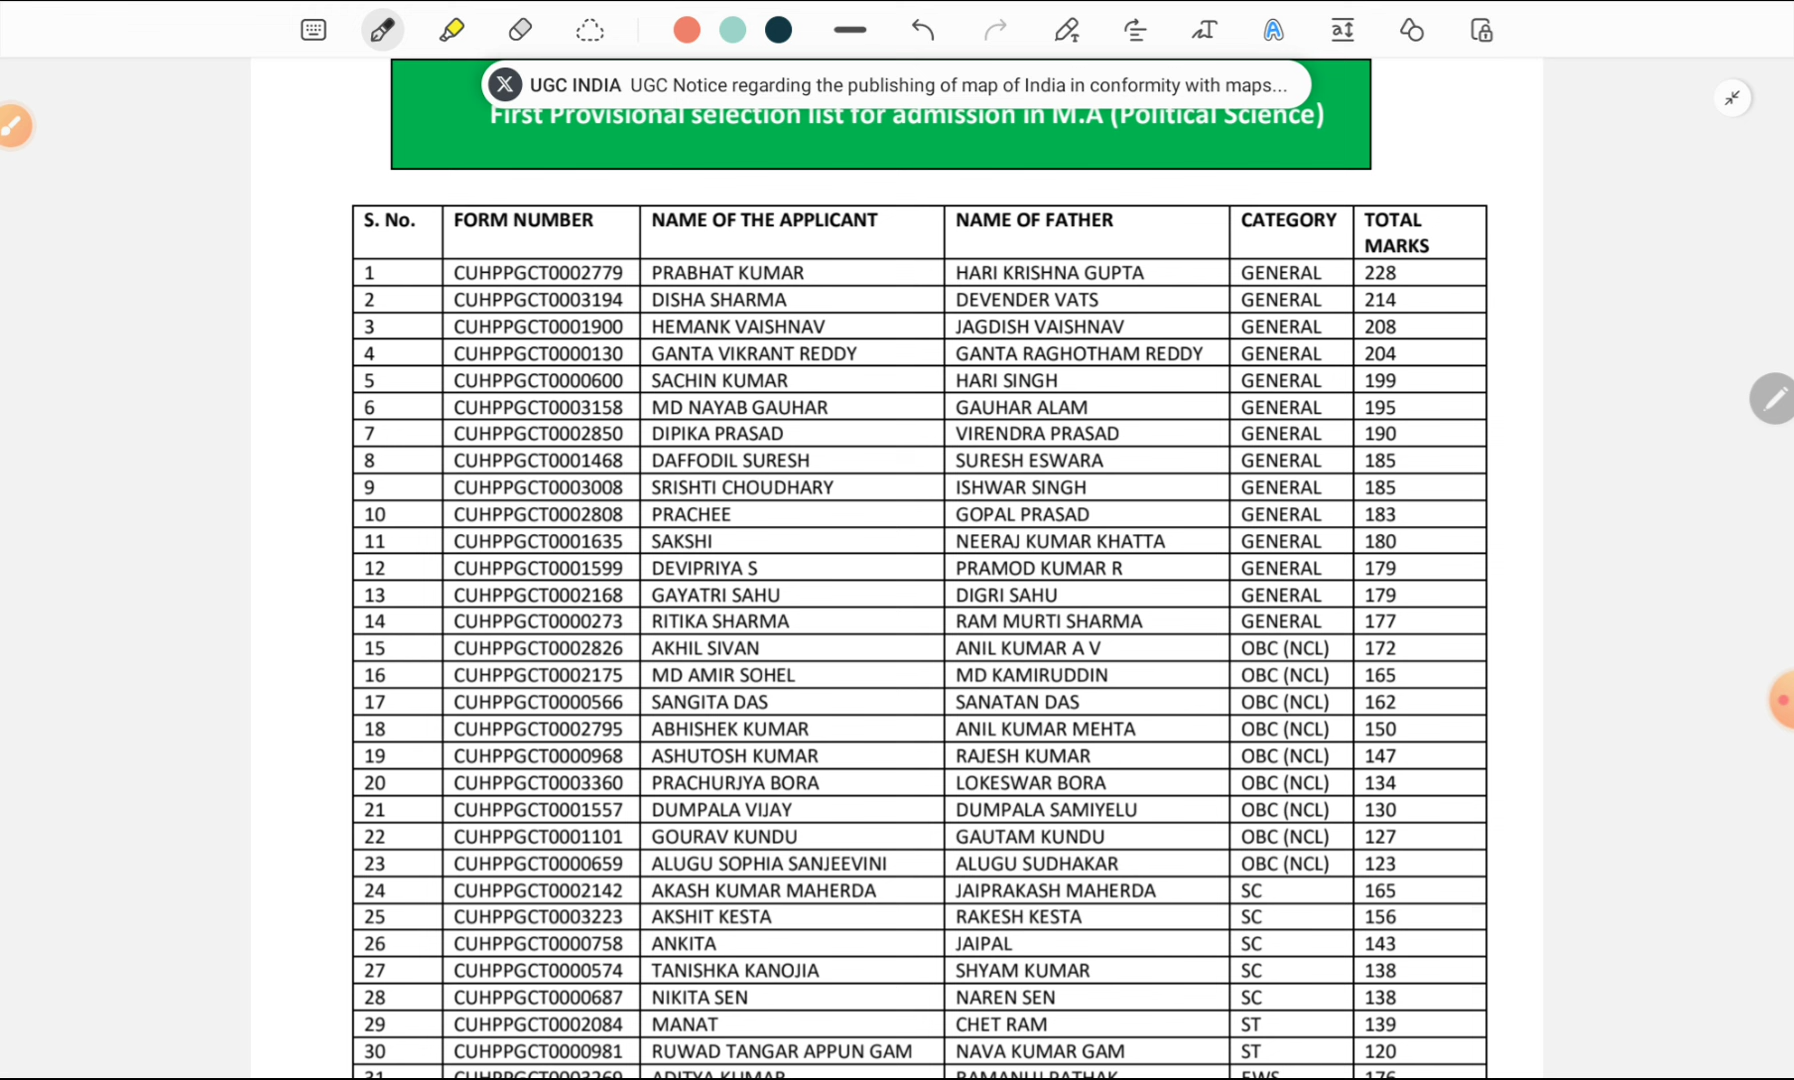 UGC INDIA UGC Notice regarding the publishing of map of India in conformity with maps...
First Provisional selection list for admission in M.A (Political Science)
S. No. FORM NUMBER NAME OF THE APPLICANT NAME OF FATHER CATEGORY TOTAL MARKS
1 CUHPPGCT0002779 PRABHAT KUMAR HARI KRISHNA GUPTA GENERAL 228
2 CUHPPGCT0003194 DISHA SHARMA DEVENDER VATS GENERAL 214
3 CUHPPGCT0001900 HEMANK VAISHNAV JAGDISH VAISHNAV GENERAL 208
4 CUHPPGCT0000130 GANTA VIKRANT REDDY GANTA RAGHOTHAM REDDY GENERAL 204
5 CUHPPGCT0000600 SACHIN KUMAR HARI SINGH GENERAL 199
6 CUHPPGCT0003158 MD NAYAB GAUHAR GAUHAR ALAM GENERAL 195
7 CUHPPGCT0002850 DIPIKA PRASAD VIRENDRA PRASAD GENERAL 190
8 CUHPPGCT0001468 DAFFODIL SURESH SURESH ESWARA GENERAL 185
9 CUHPPGCT0003008 SRISHTI CHOUDHARY ISHWAR SINGH GENERAL 185
10 CUHPPGCT0002808 PRACHEE GOPAL PRASAD GENERAL 183
11 CUHPPGCT0001635 SAKSHI NEERAJ KUMAR KHATTA GENERAL 180
12 CUHPPGCT0001599 DEVIPRIYA S PRAMOD KUMAR R GENERAL 179
13 CUHPPGCT0002168 GAYATRI SAHU DIGRI SAHU GENERAL 179
14 CUHPPGCT0000273 RITIKA SHARMA RAM MURTI SHARMA GENERAL 177
15 CUHPPGCT0002826 AKHIL SIVAN ANIL KUMAR A V OBC (NCL) 172
16 CUHPPGCT0002175 MD AMIR SOHEL MD KAMIRUDDIN OBC (NCL) 165
17 CUHPPGCT0000566 SANGITA DAS SANATAN DAS OBC (NCL) 162
18 CUHPPGCT0002795 ABHISHEK KUMAR ANIL KUMAR MEHTA OBC (NCL) 150
19 CUHPPGCT0000968 ASHUTOSH KUMAR RAJESH KUMAR OBC (NCL) 147
20 CUHPPGCT0003360 PRACHURJYA BORA LOKESWAR BORA OBC (NCL) 134
21 CUHPPGCT0001557 DUMPALA VIJAY DUMPALA SAMIYELU OBC (NCL) 130
22 CUHPPGCT0001101 GOURAV KUNDU GAUTAM KUNDU OBC (NCL) 127
23 CUHPPGCT0000659 ALUGU SOPHIA SANJEEVINI ALUGU SUDHAKAR OBC (NCL) 123
24 CUHPPGCT0002142 AKASH KUMAR MAHERDA JAIPRAKASH MAHERDA SC 165
25 CUHPPGCT0003223 AKSHIT KESTA RAKESH KESTA SC 156
26 CUHPPGCT0000758 ANKITA JAIPAL SC 143
27 CUHPPGCT0000574 TANISHKA KANOJIA SHYAM KUMAR SC 138
28 CUHPPGCT0000687 NIKITA SEN NAREN SEN SC 138
29 CUHPPGCT0002084 MANAT CHET RAM ST 139
30 CUHPPGCT0000981 RUWAD TANGAR APPUN GAM NAVA KUMAR GAM ST 120
31 CUHPPGCT0003269 ADITYA KUMAR RAMANUJ PATHAK EWS 176